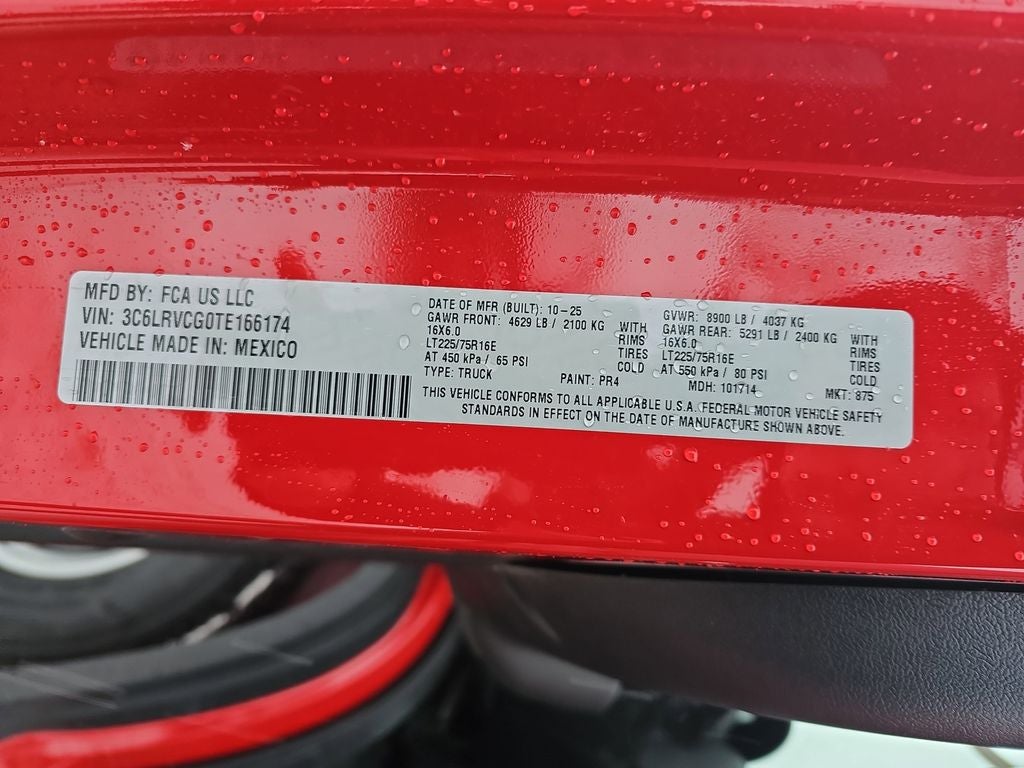 MFD BY: FCA US LLC
VIN: 3C6LRVCG0TE166174
VEHICLE MADE IN: MEXICO
DATE OF MFR (BUILT): 10-25
GVWR: 8900 LB / 4037 KG
GAWR FRONT: 4629 LB / 2100 KG WITH
16X6.0 RIMS
LT225/75R16E TIRES
AT 450 kPa / 65 PSI COLD
GAWR REAR: 5291 LB / 2400 KG WITH
16X6.0 RIMS
LT225/75R16E TIRES
AT 550 kPa / 80 PSI COLD
TYPE: TRUCK PAINT: PR4 MDH: 101714 MKT: 875
THIS VEHICLE CONFORMS TO ALL APPLICABLE U.S.A. FEDERAL MOTOR VEHICLE SAFETY
STANDARDS IN EFFECT ON THE DATE OF MANUFACTURE SHOWN ABOVE.